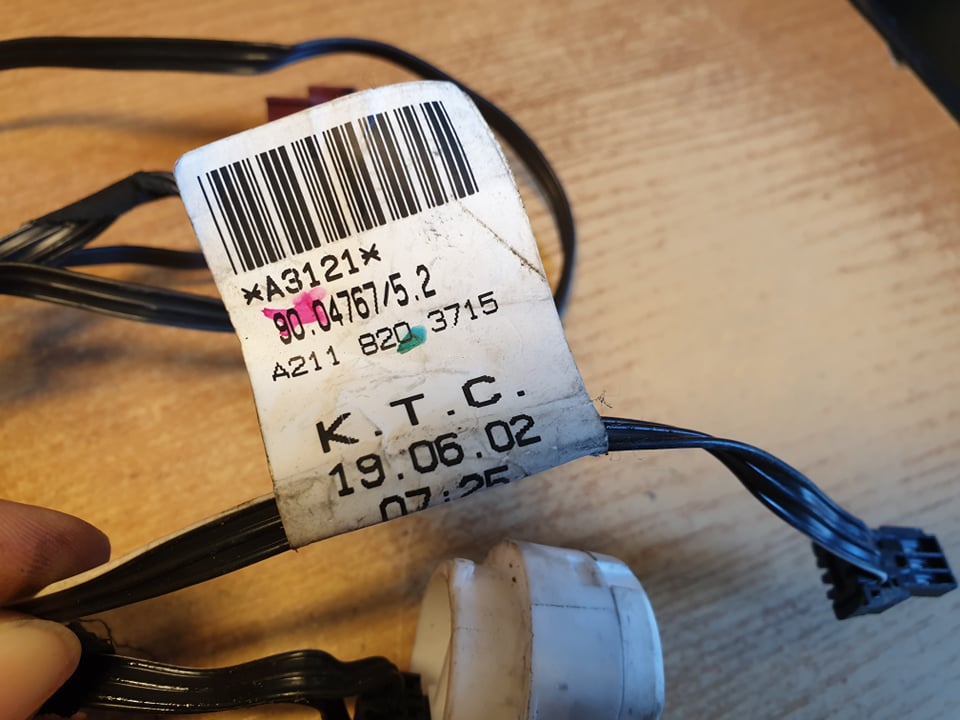 *A3121*
90.04767/5.2
A211 820 3715
K.T.C.
19.06.02
07:25